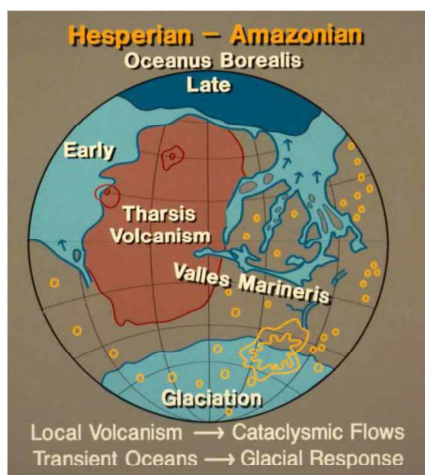 Hesperian – Amazonian
Oceanus Borealis
Late
Early
Tharsis
Volcanism
Valles Marineris
Glaciation
Local Volcanism → Cataclysmic Flows
Transient Oceans → Glacial Response